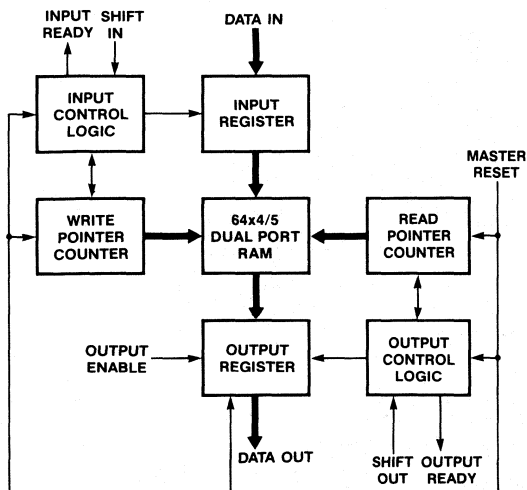 INPUT
READY
SHIFT
IN
DATA IN
INPUT
CONTROL
LOGIC
INPUT
REGISTER
MASTER
RESET
WRITE
POINTER
COUNTER
64x4/5
DUAL PORT
RAM
READ
POINTER
COUNTER
OUTPUT
ENABLE
OUTPUT
REGISTER
OUTPUT
CONTROL
LOGIC
DATA OUT
SHIFT
OUT
OUTPUT
READY